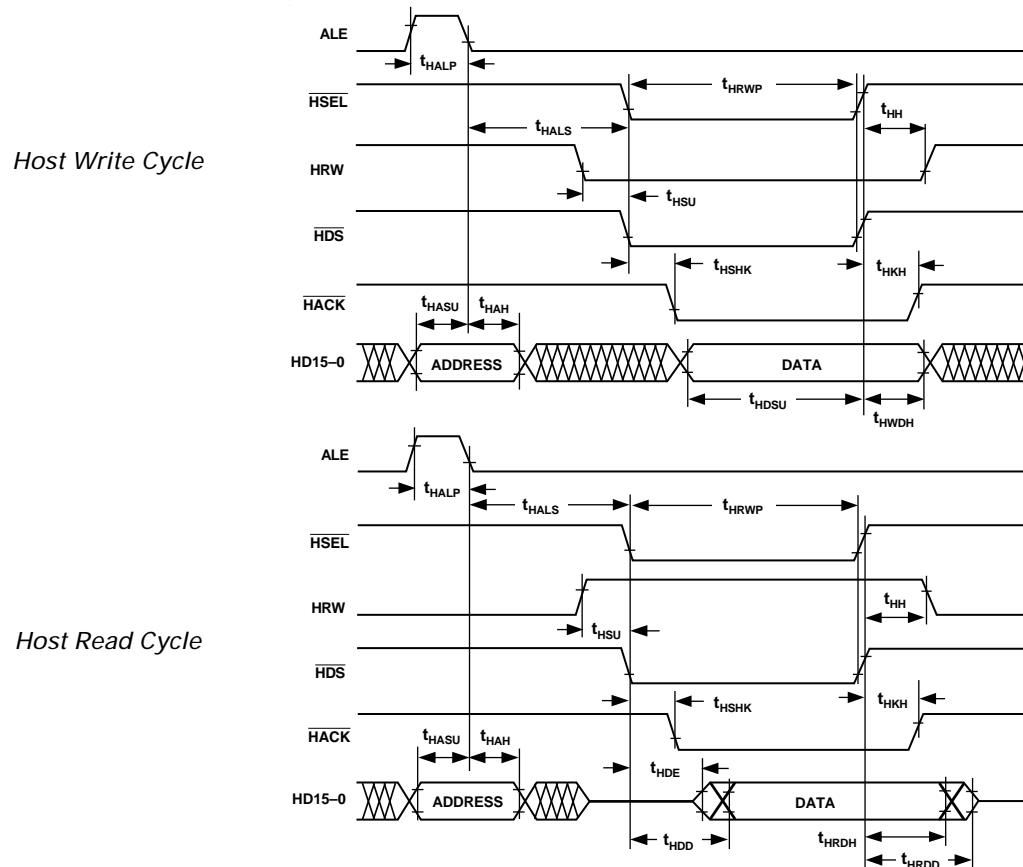 Host Write Cycle
ALE
tHALP
HSEL
tHRWP
tHALS
tHH
HRW
tHSU
HDS
tHSHK
tHKH
HACK
tHASU
tHAH
HD15–0
ADDRESS
DATA
tHDSU
tHWDH
Host Read Cycle
ALE
tHALP
tHALS
tHRWP
HSEL
HRW
tHH
tHSU
HDS
tHSHK
tHKH
HACK
tHASU
tHAH
tHDE
HD15–0
ADDRESS
DATA
tHDD
tHRDH
tHRDD